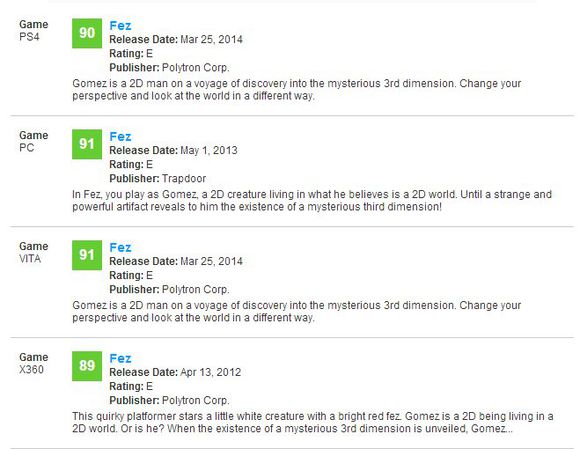 Game
PS4
90
Fez
Release Date: Mar 25, 2014
Rating: E
Publisher: Polytron Corp.
Gomez is a 2D man on a voyage of discovery into the mysterious 3rd dimension. Change your
perspective and look at the world in a different way.
Game
PC
91
Fez
Release Date: May 1, 2013
Rating: E
Publisher: Trapdoor
In Fez, you play as Gomez, a 2D creature living in what he believes is a 2D world. Until a strange and
powerful artifact reveals to him the existence of a mysterious third dimension!
Game
VITA
91
Fez
Release Date: Mar 25, 2014
Rating: E
Publisher: Polytron Corp.
Gomez is a 2D man on a voyage of discovery into the mysterious 3rd dimension. Change your
perspective and look at the world in a different way.
Game
X360
89
Fez
Release Date: Apr 13, 2012
Rating: E
Publisher: Polytron Corp.
This quirky platformer stars a little white creature with a bright red fez. Gomez is a 2D being living in a
2D world. Or is he? When the existence of a mysterious 3rd dimension is unveiled, Gomez...